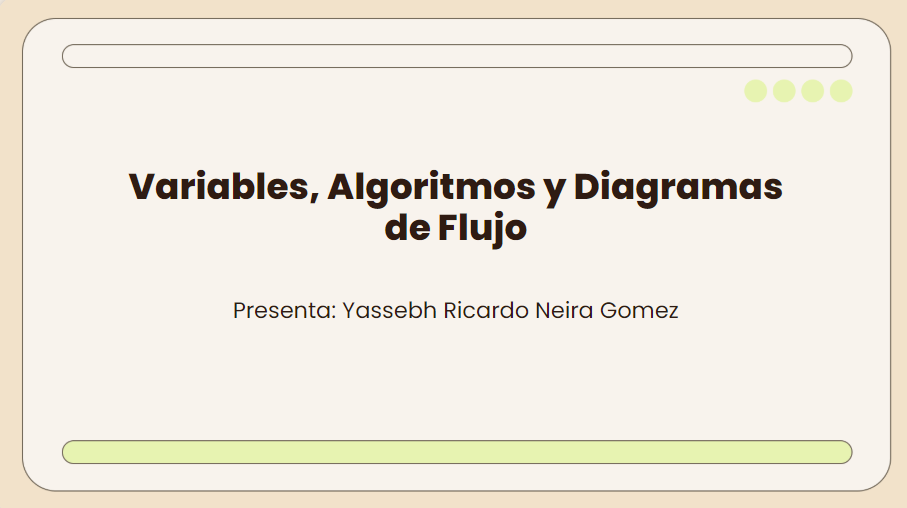 Variables, Algoritmos y Diagramas
de Flujo
Presenta: Yassebh Ricardo Neira Gomez